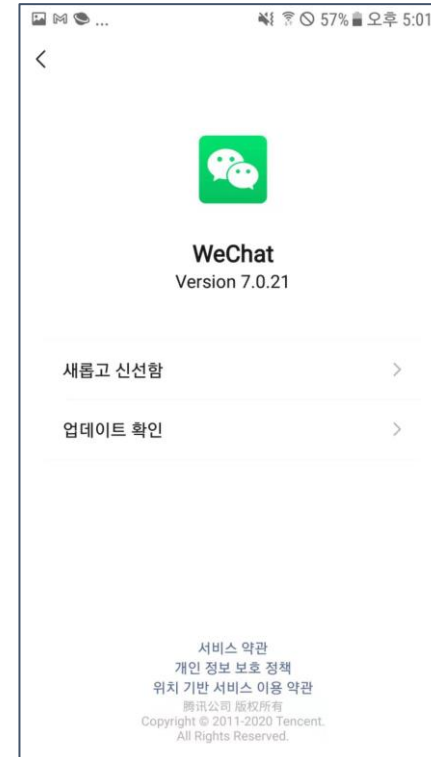 ... 57% 오후 5:01
WeChat
Version 7.0.21
새롭고 신선함
업데이트 확인
서비스 약관
개인 정보 보호 정책
위치 기반 서비스 이용 약관
腾讯公司 版权所有
Copyright © 2011-2020 Tencent.
All Rights Reserved.